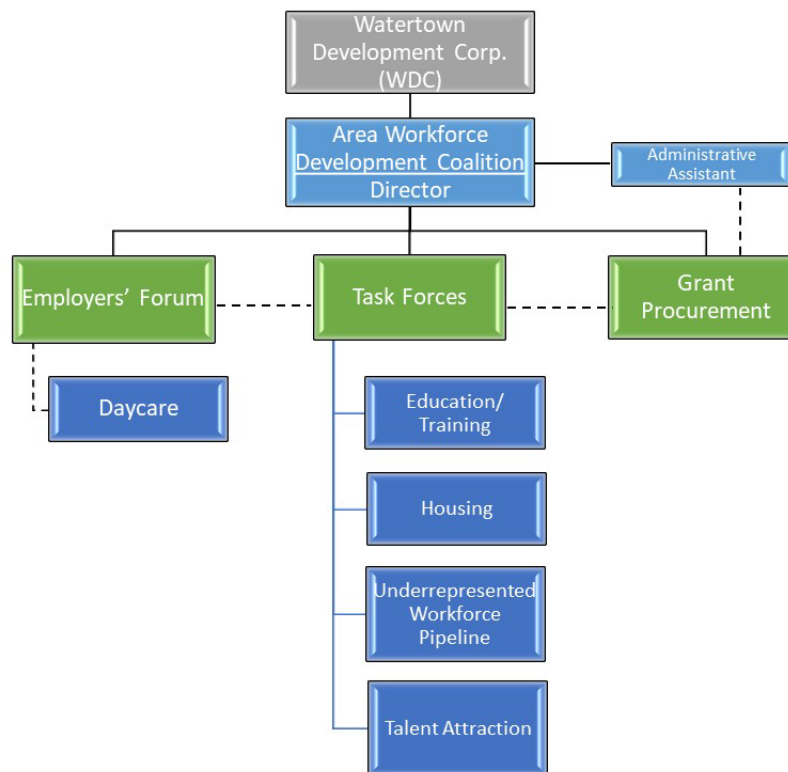 Watertown
Development Corp.
(WDC)
Area Workforce
Development Coalition
Director
Administrative
Assistant
Employers’ Forum
Task Forces
Grant
Procurement
Daycare
Education/
Training
Housing
Underrepresented
Workforce
Pipeline
Talent Attraction